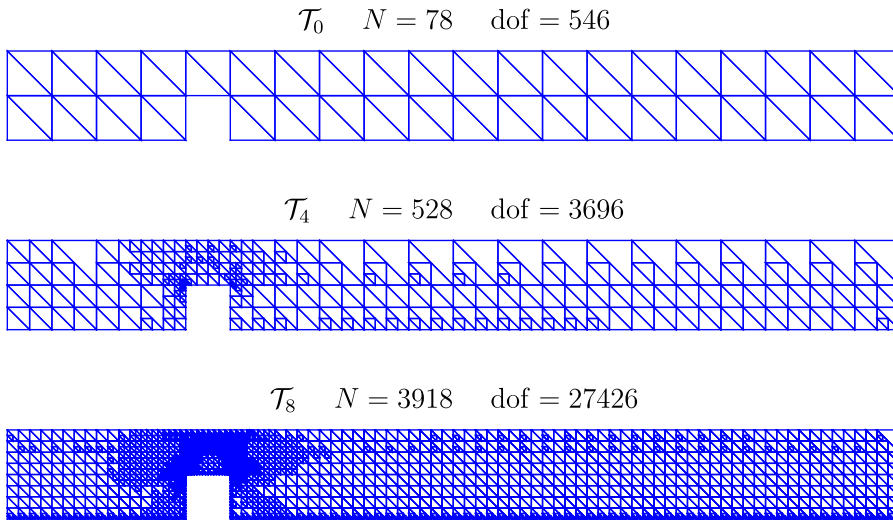 𝒯₀ N = 78 dof = 546
𝒯₄ N = 528 dof = 3696
𝒯₈ N = 3918 dof = 27426